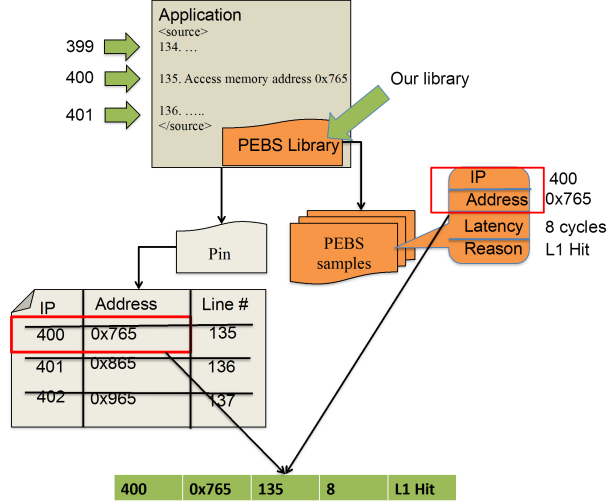 Application
<source>
399
134. ...
400
135. Access memory address 0x765
Our library
401
136. .....
</source>
PEBS Library
IP 400
Address 0x765
Latency 8 cycles
Reason L1 Hit
Pin
PEBS
samples
IP Address Line #
400 0x765 135
401 0x865 136
402 0x965 137
400 0x765 135 8 L1 Hit